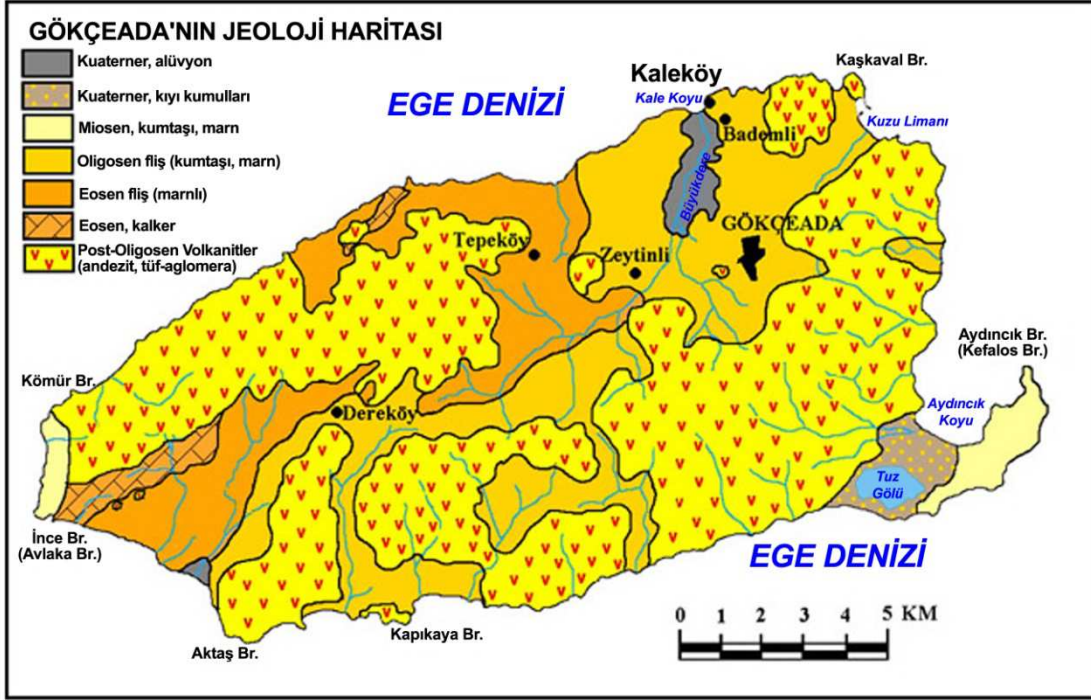 GÖKÇEADA'NIN JEOLOJİ HARİTASI
Kuaterner, alüvyon
Kuaterner, kıyı kumulları
Miosen, kumtaşı, marn
Oligosen fliş (kumtaşı, marn)
Eosen fliş (marnlı)
Eosen, kalker
Post-Oligosen Volkanitler
(andezit, tüf-aglomera)
EGE DENİZİ
Kaleköy
Kale Koyu
Kaşkaval Br.
Kuzu Limanı
Bademli
Büyükdere
GÖKÇEADA
Tepeköy
Zeytinli
Aydıncık Br.
(Kefalos Br.)
Kömür Br.
Dereköy
Aydıncık
Koyu
Tuz
Gölü
İnce Br.
(Avlaka Br.)
EGE DENİZİ
Kapıkaya Br.
Aktaş Br.
0 1 2 3 4 5 KM